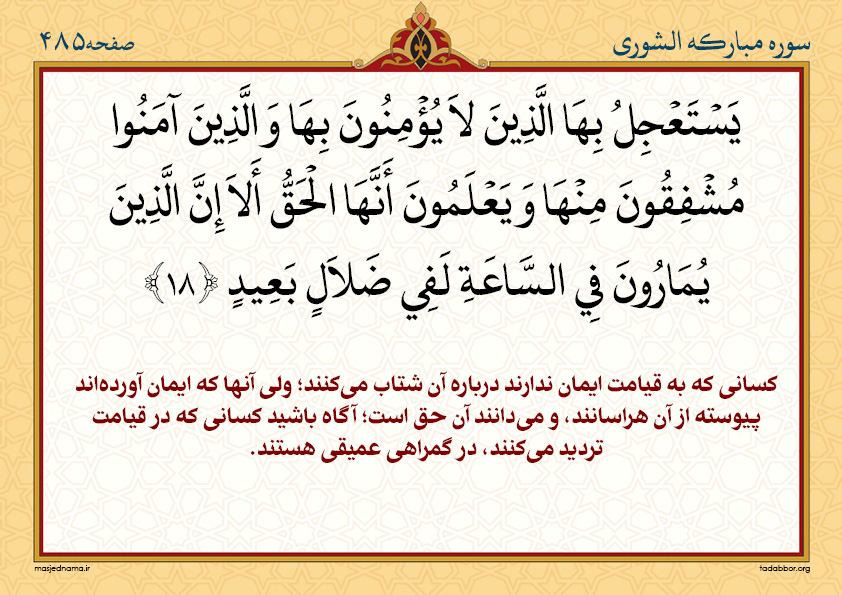 سوره مبارکه الشوری
صفحه۴۸۵
يَسْتَعْجِلُ بِهَا الَّذِينَ لاَ يُؤْمِنُونَ بِهَا وَ الَّذِينَ آمَنُوا
مُشْفِقُونَ مِنْهَا وَ يَعْلَمُونَ أَنَّهَا الْحَقُّ أَلاَ إِنَّ الَّذِينَ
يُمَارُونَ فِي السَّاعَةِ لَفِي ضَلاَلٍ بَعِيدٍ ﴿۱۸﴾
کسانی که به قیامت ایمان ندارند درباره آن شتاب می‌کنند؛ ولی آنها که ایمان آورده‌اند
پیوسته از آن هراسانند، و می‌دانند آن حق است؛ آگاه باشید کسانی که در قیامت
تردید می‌کنند، در گمراهی عمیقی هستند.
masjednama.ir
tadabbor.org